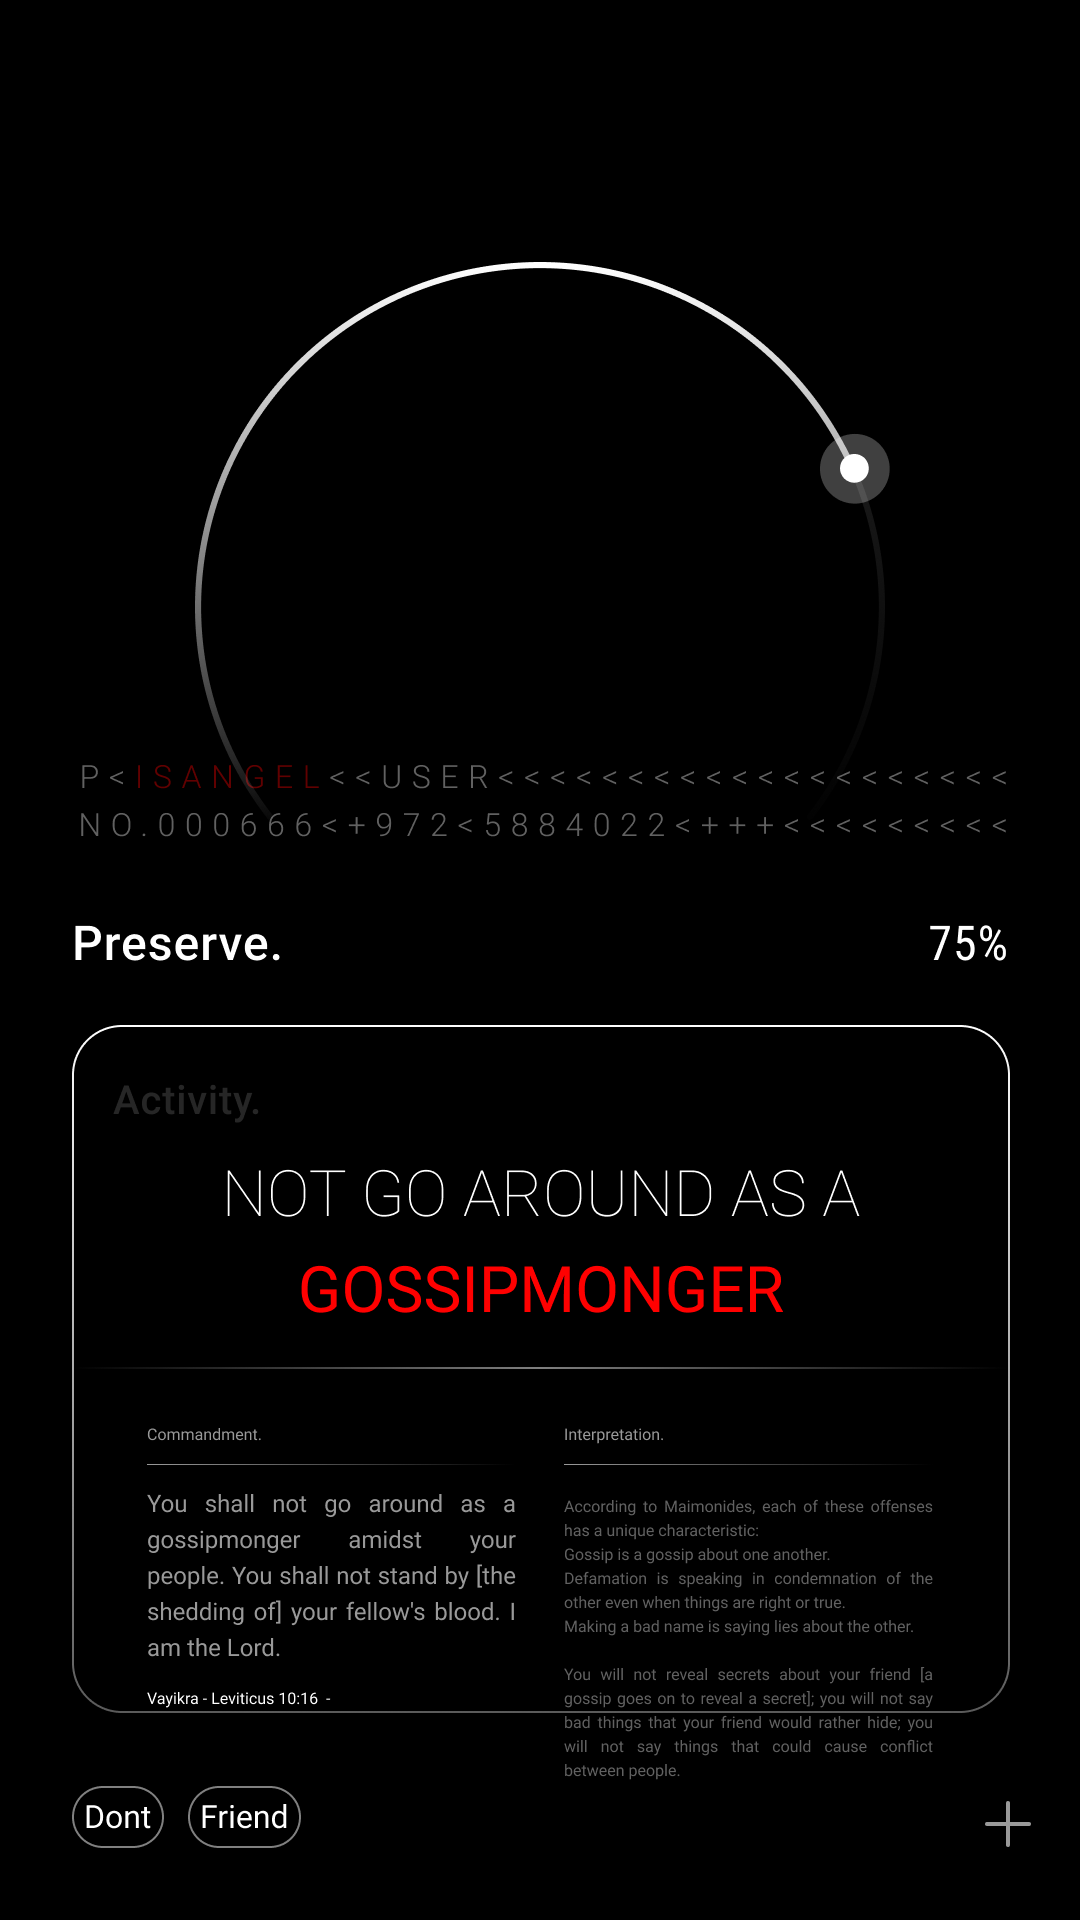 P<ISANGEL<<USER<<<<<<<<<<<<<<<<<<<<
NO.000666<+972<5884022<+++<<<<<<<<<
Preserve.
75%
Activity.
NOT GO AROUND AS A
GOSSIPMONGER
Commandment.
You shall not go around as a
gossipmonger amidst your
people. You shall not stand by [the
shedding of] your fellow's blood. I
am the Lord.
Vayikra - Leviticus 10:16 -
Interpretation.
According to Maimonides, each of these offenses
has a unique characteristic:
Gossip is a gossip about one another.
Defamation is speaking in condemnation of the
other even when things are right or true.
Making a bad name is saying lies about the other.
You will not reveal secrets about your friend [a
gossip goes on to reveal a secret]; you will not say
bad things that your friend would rather hide; you
will not say things that could cause conflict
between people.
Dont
Friend